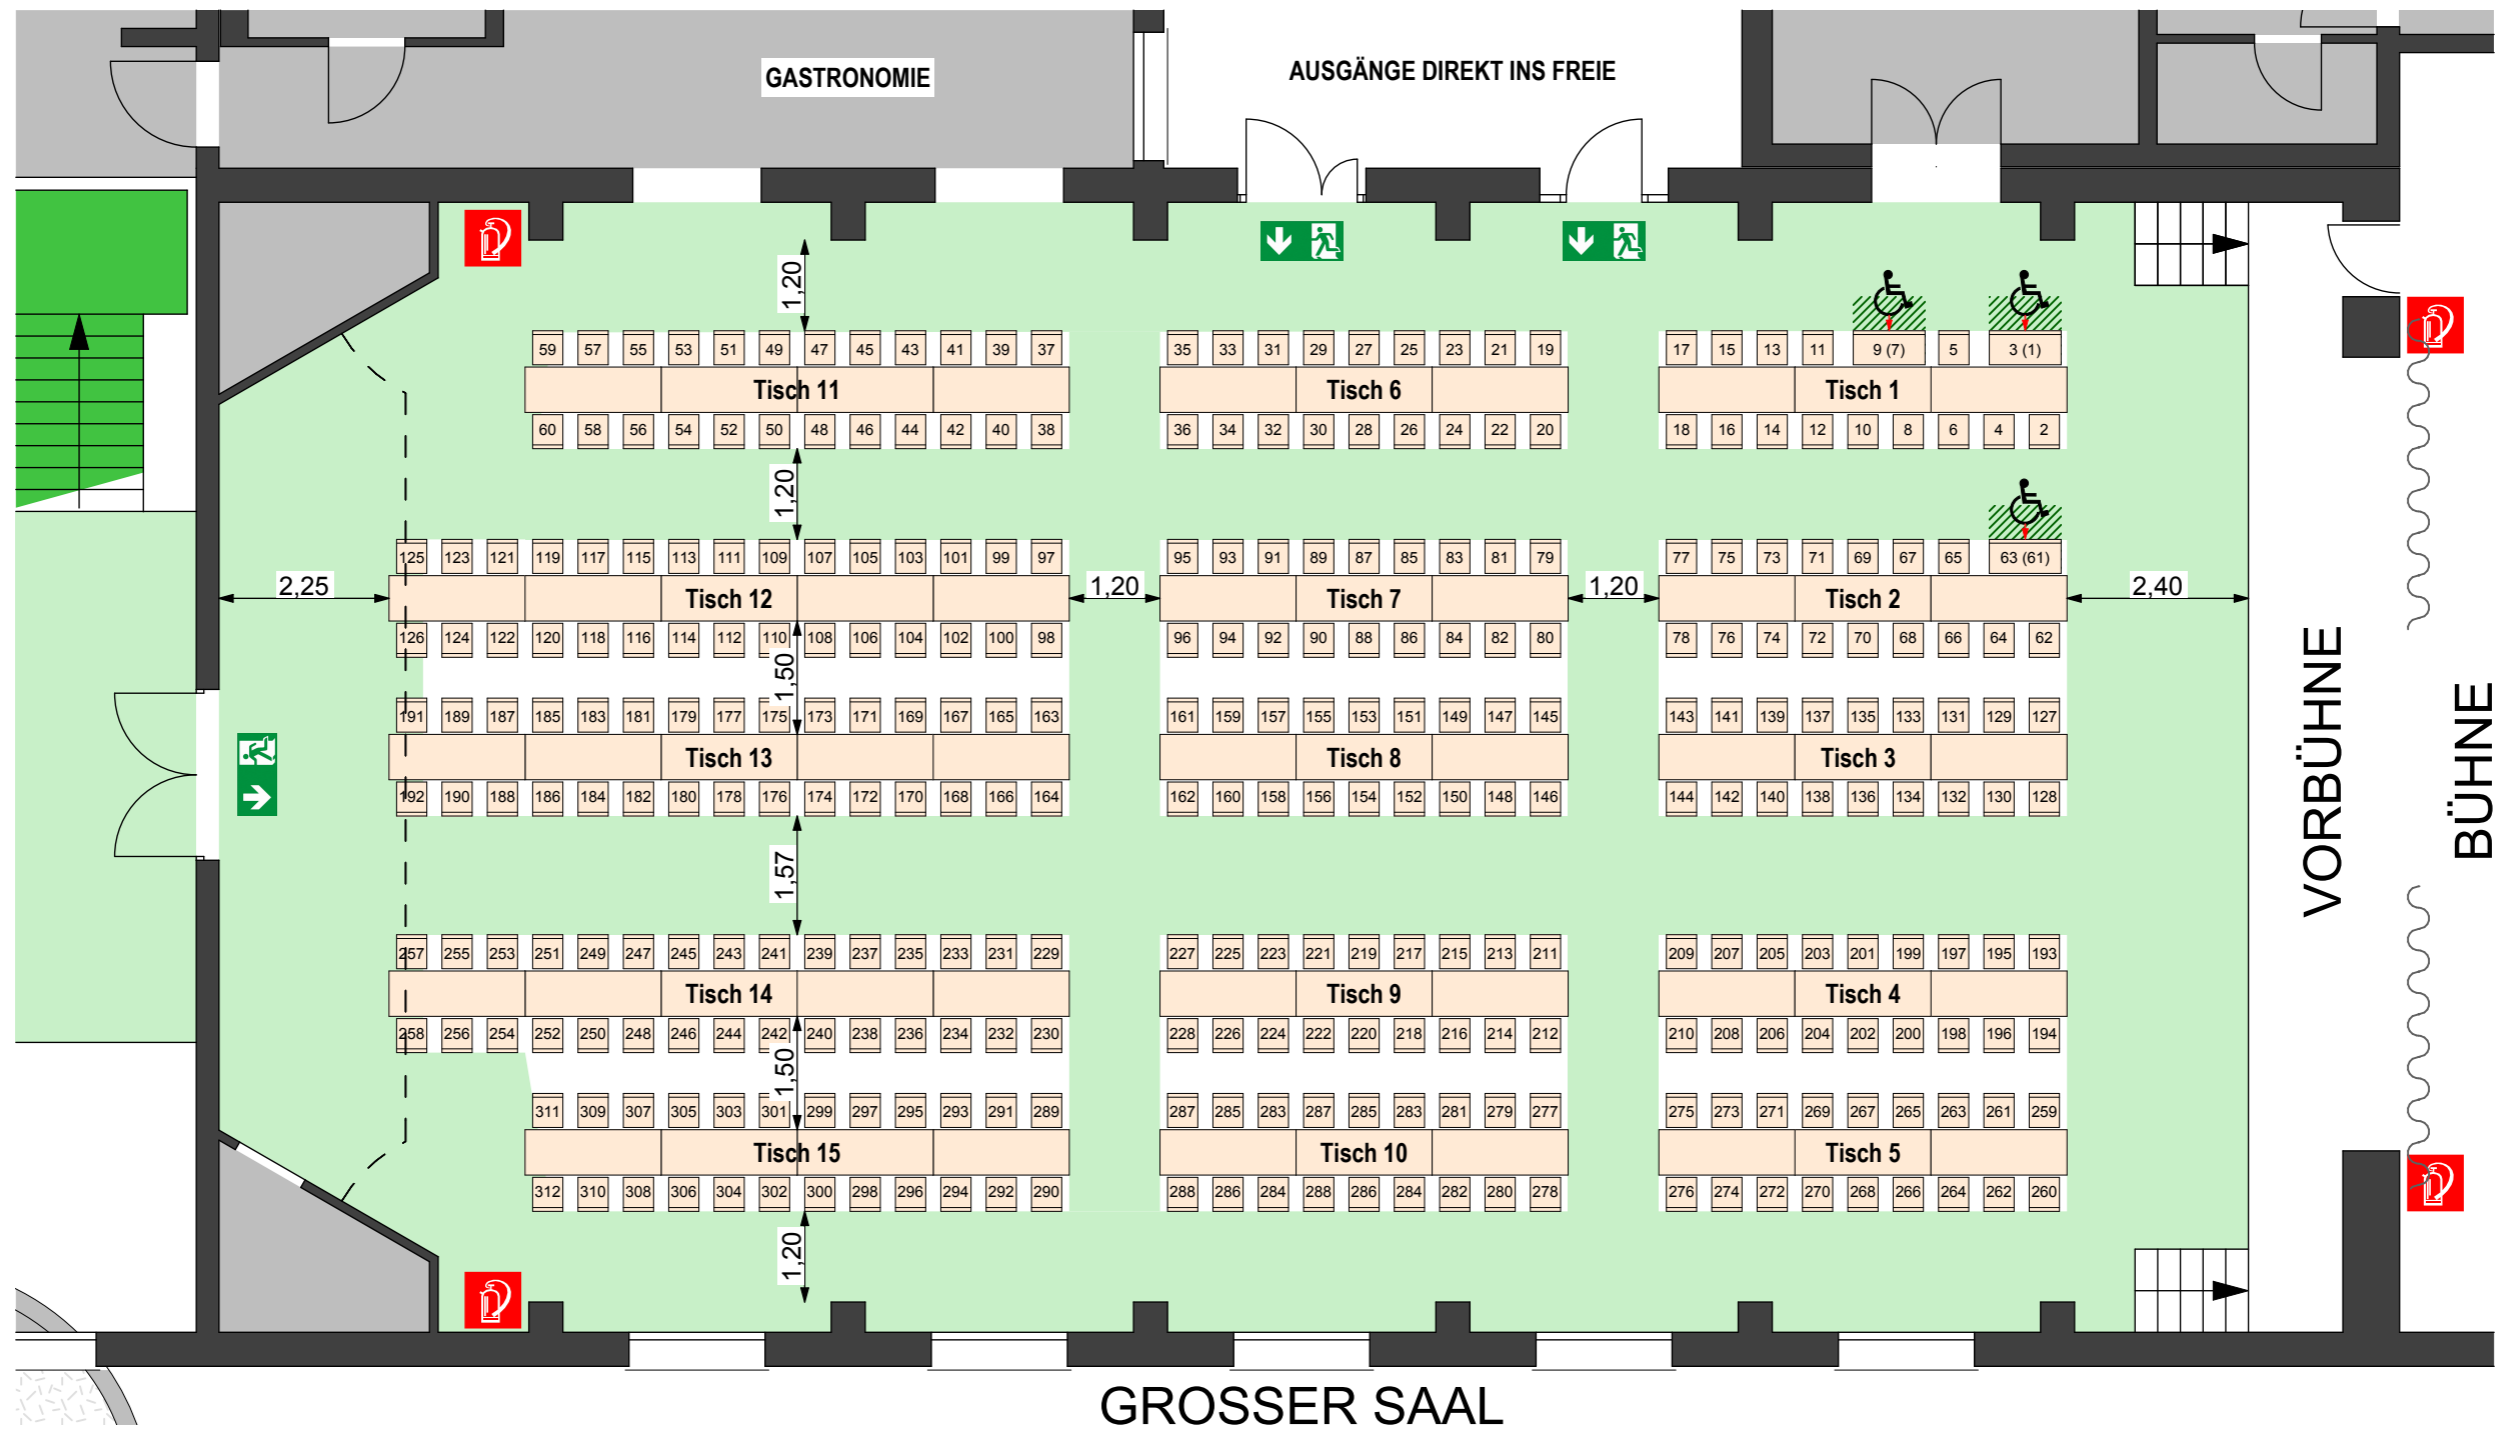 GASTRONOMIE
AUSGÄNGE DIREKT INS FREIE
1,20
59 57 55 53 51 49 47 45 43 41 39 37 35 33 31 29 27 25 23 21 19 17 15 13 11 9 (7) 5 3 (1)
Tisch 11 Tisch 6 Tisch 1
60 58 56 54 52 50 48 46 44 42 40 38 36 34 32 30 28 26 24 22 20 18 16 14 12 10 8 6 4 2
1,20
125 123 121 119 117 115 113 111 109 107 105 103 101 99 97 95 93 91 89 87 85 83 81 79 77 75 73 71 69 67 65 63 (61)
2,25 Tisch 12 1,20 Tisch 7 1,20 Tisch 2 2,40
126 124 122 120 118 116 114 112 110 108 106 104 102 100 98 96 94 92 90 88 86 84 82 80 78 76 74 72 70 68 66 64 62
1,50
191 189 187 185 183 181 179 177 175 173 171 169 167 165 163 161 159 157 155 153 151 149 147 145 143 141 139 137 135 133 131 129 127
Tisch 13 Tisch 8 Tisch 3
192 190 188 186 184 182 180 178 176 174 172 170 168 166 164 162 160 158 156 154 152 150 148 146 144 142 140 138 136 134 132 130 128
VORBÜHNE
BÜHNE
1,57
257 255 253 251 249 247 245 243 241 239 237 235 233 231 229 227 225 223 221 219 217 215 213 211 209 207 205 203 201 199 197 195 193
Tisch 14 Tisch 9 Tisch 4
258 256 254 252 250 248 246 244 242 240 238 236 234 232 230 228 226 224 222 220 218 216 214 212 210 208 206 204 202 200 198 196 194
1,50
311 309 307 305 303 301 299 297 295 293 291 289 287 285 283 287 285 283 281 279 277 275 273 271 269 267 265 263 261 259
Tisch 15 Tisch 10 Tisch 5
312 310 308 306 304 302 300 298 296 294 292 290 288 286 284 288 286 284 282 280 278 276 274 272 270 268 266 264 262 260
1,20
GROSSER SAAL